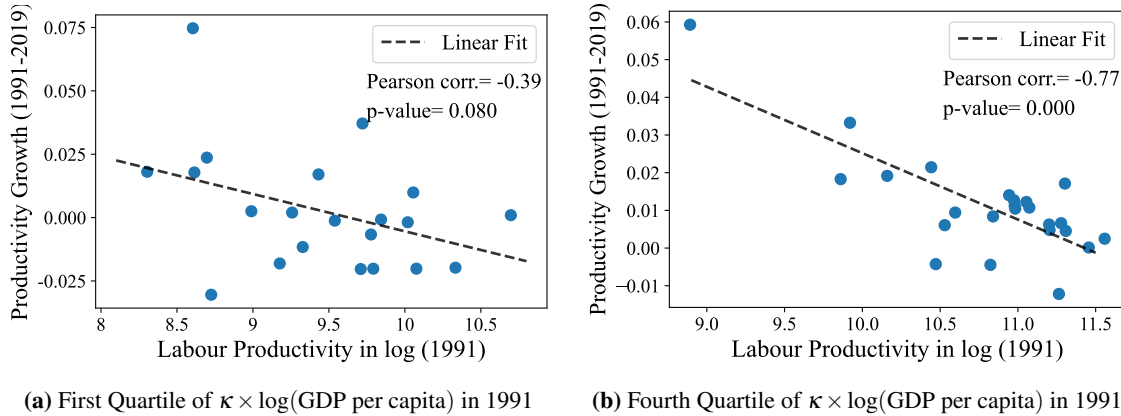 0.075
0.050
0.025
0.000
-0.025
Productivity Growth (1991-2019)
Linear Fit
Pearson corr.= -0.39
p-value= 0.080
8
8.5
9
9.5
10
10.5
Labour Productivity in log (1991)
(a) First Quartile of κ × log(GDP per capita) in 1991
0.06
0.05
0.04
0.03
0.02
0.01
0.00
−0.01
Productivity Growth (1991-2019)
Linear Fit
Pearson corr.= -0.77
p-value= 0.000
9.0
9.5
10.0
10.5
11.0
11.5
Labour Productivity in log (1991)
(b) Fourth Quartile of κ × log(GDP per capita) in 1991